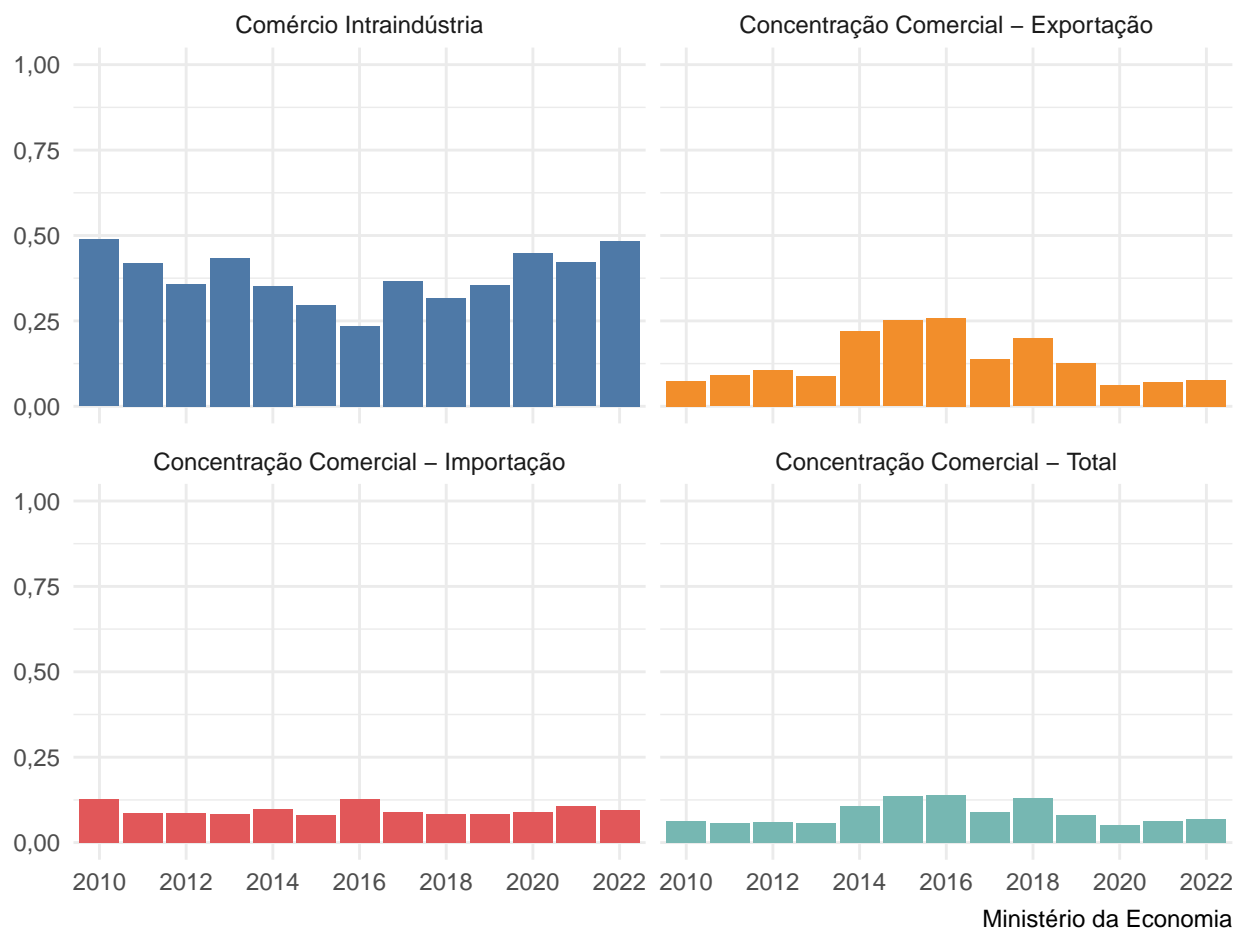 Comércio Intraindústria
Concentração Comercial – Exportação
1,00
0,75
0,50
0,25
0,00
Concentração Comercial – Importação
Concentração Comercial – Total
1,00
0,75
0,50
0,25
0,00
2010 2012 2014 2016 2018 2020 2022
2010 2012 2014 2016 2018 2020 2022
Ministério da Economia